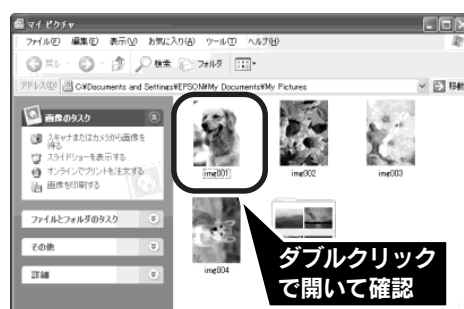 マイ ピクチャ
ファイル(F) 編集(E) 表示(V) お気に入り(A) ツール(T) ヘルプ(H)
戻る 検索 フォルダ
アドレス(D) C:¥Documents and Settings¥EPSON¥My Documents¥My Pictures 移動
画像のタスク
スキャナまたはカメラから画像を
得る
スライドショーを表示する
オンラインでプリントを注文する
画像を印刷する
ファイルとフォルダのタスク
その他
詳細
img001
img002
img003
img004
ダブルクリック
で開いて確認